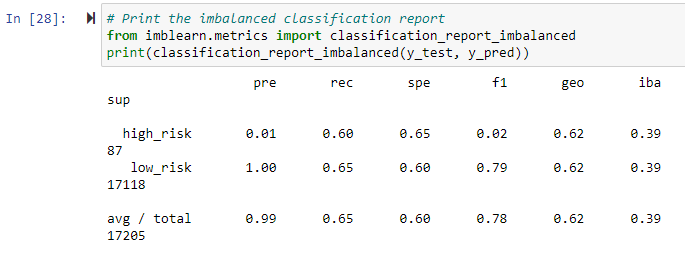 In [28]:
# Print the imbalanced classification report
from imblearn.metrics import classification_report_imbalanced
print(classification_report_imbalanced(y_test, y_pred))
pre rec spe f1 geo iba
sup
high_risk 0.01 0.60 0.65 0.02 0.62 0.39
87
low_risk 1.00 0.65 0.60 0.79 0.62 0.39
17118
avg / total 0.99 0.65 0.60 0.78 0.62 0.39
17205